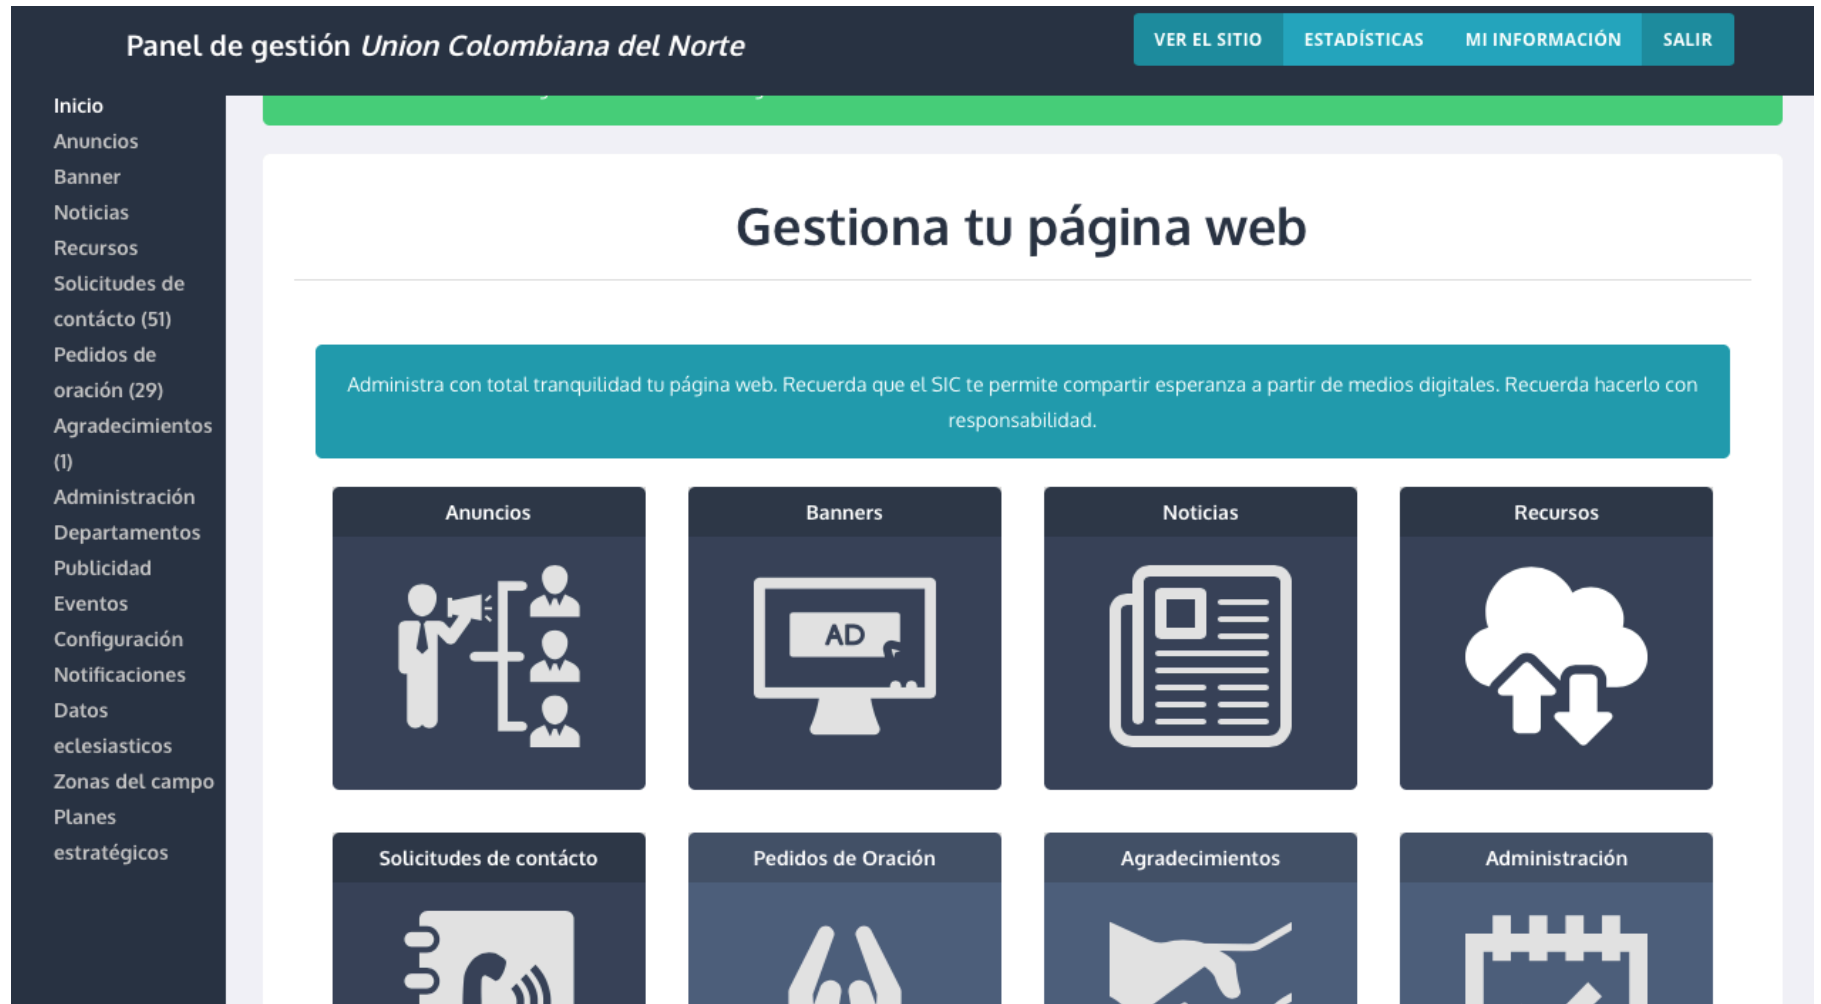 Panel de gestión Union Colombiana del Norte
VER EL SITIO
ESTADÍSTICAS
MI INFORMACIÓN
SALIR
Inicio
Anuncios
Banner
Noticias
Recursos
Solicitudes de
contácto (51)
Pedidos de
oración (29)
Agradecimientos
(1)
Administración
Departamentos
Publicidad
Eventos
Configuración
Notificaciones
Datos
eclesiasticos
Zonas del campo
Planes
estratégicos
Gestiona tu página web
Administra con total tranquilidad tu página web. Recuerda que el SIC te permite compartir esperanza a partir de medios digitales. Recuerda hacerlo con
responsabilidad.
Anuncios
Banners
AD
Noticias
Recursos
Solicitudes de contácto
Pedidos de Oración
Agradecimientos
Administración